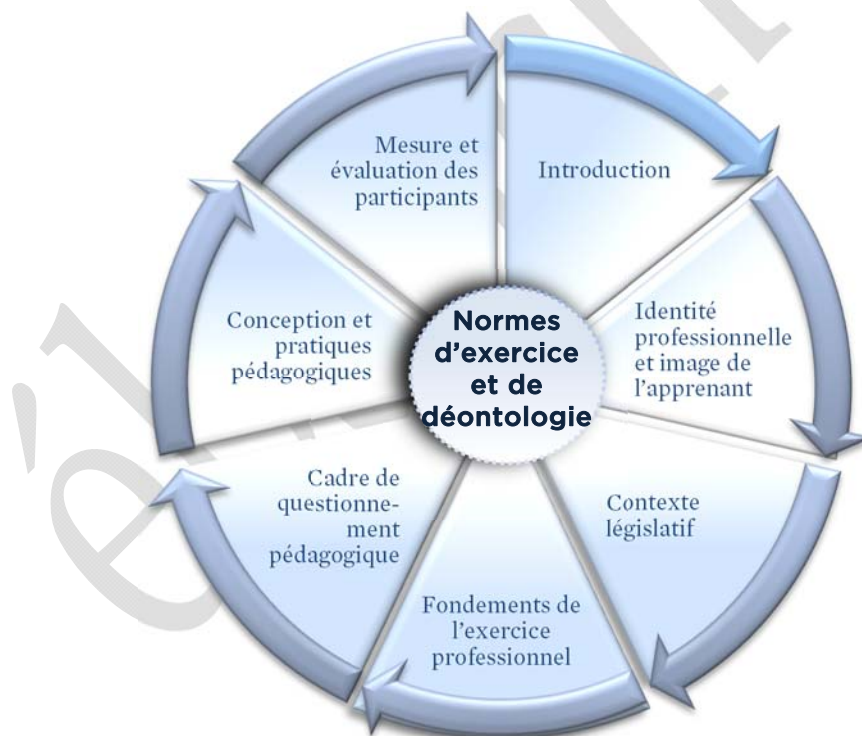 Introduction
Identité
professionnelle
et image de
l'apprenant
Contexte
législatif
Fondements de
l'exercice
professionnel
Cadre de
questionne-
ment
pédagogique
Conception et
pratiques
pédagogiques
Mesure et
évaluation des
participants
Normes
d'exercice
et de
déontologie